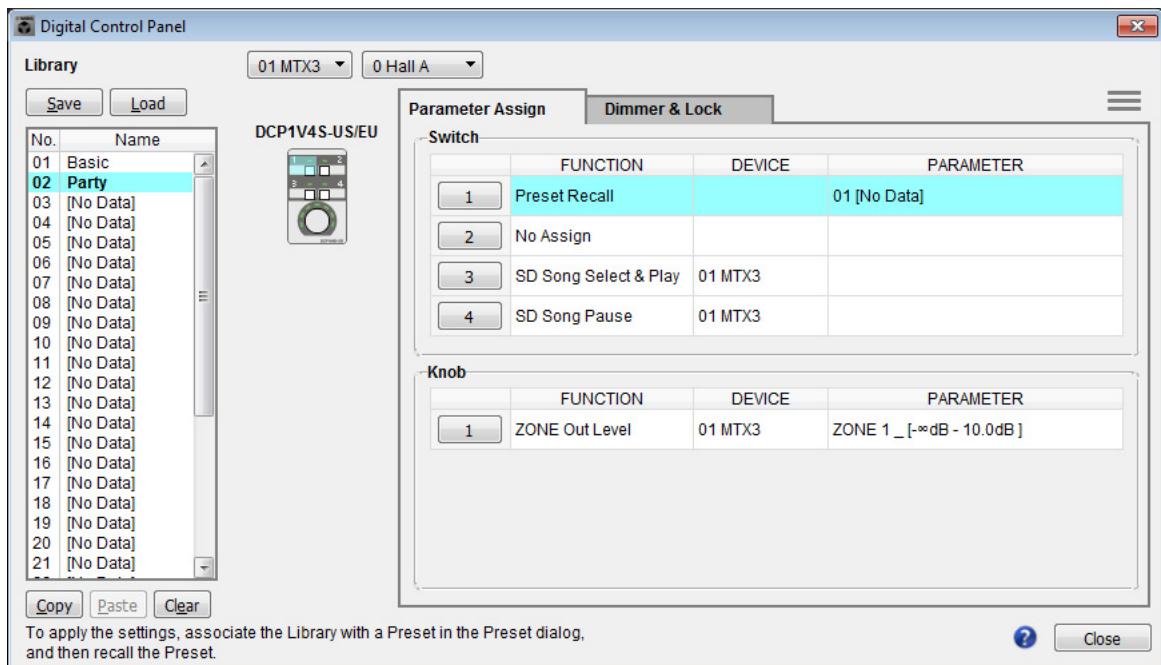 Digital Control Panel
Library
01 MTX3
0 Hall A
Save
Load
No. Name
01 Basic
02 Party
03 [No Data]
04 [No Data]
05 [No Data]
06 [No Data]
07 [No Data]
08 [No Data]
09 [No Data]
10 [No Data]
11 [No Data]
12 [No Data]
13 [No Data]
14 [No Data]
15 [No Data]
16 [No Data]
17 [No Data]
18 [No Data]
19 [No Data]
20 [No Data]
21 [No Data]
Copy
Paste
Clear
DCP1V4S-US/EU
1 2
3 4
Parameter Assign
Dimmer & Lock
Switch
FUNCTION DEVICE PARAMETER
1 Preset Recall 01 [No Data]
2 No Assign
3 SD Song Select & Play 01 MTX3
4 SD Song Pause 01 MTX3
Knob
FUNCTION DEVICE PARAMETER
1 ZONE Out Level 01 MTX3 ZONE 1 _ [-∞dB - 10.0dB ]
To apply the settings, associate the Library with a Preset in the Preset dialog,
and then recall the Preset.
?
Close